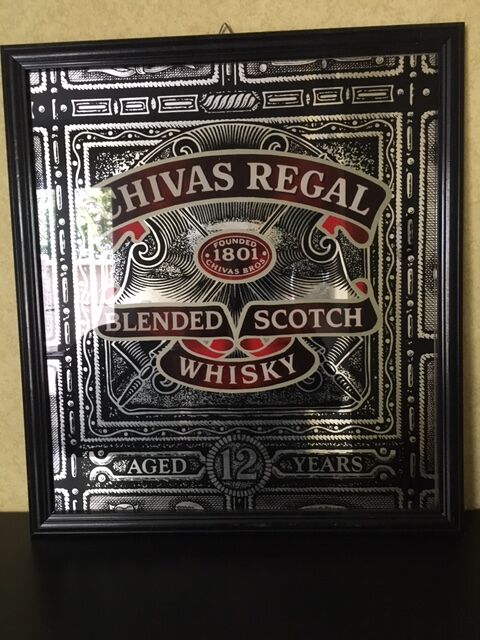 CHIVAS REGAL
FOUNDED
1801
CHIVAS BROS
BLENDED SCOTCH
WHISKY
AGED 12 YEARS